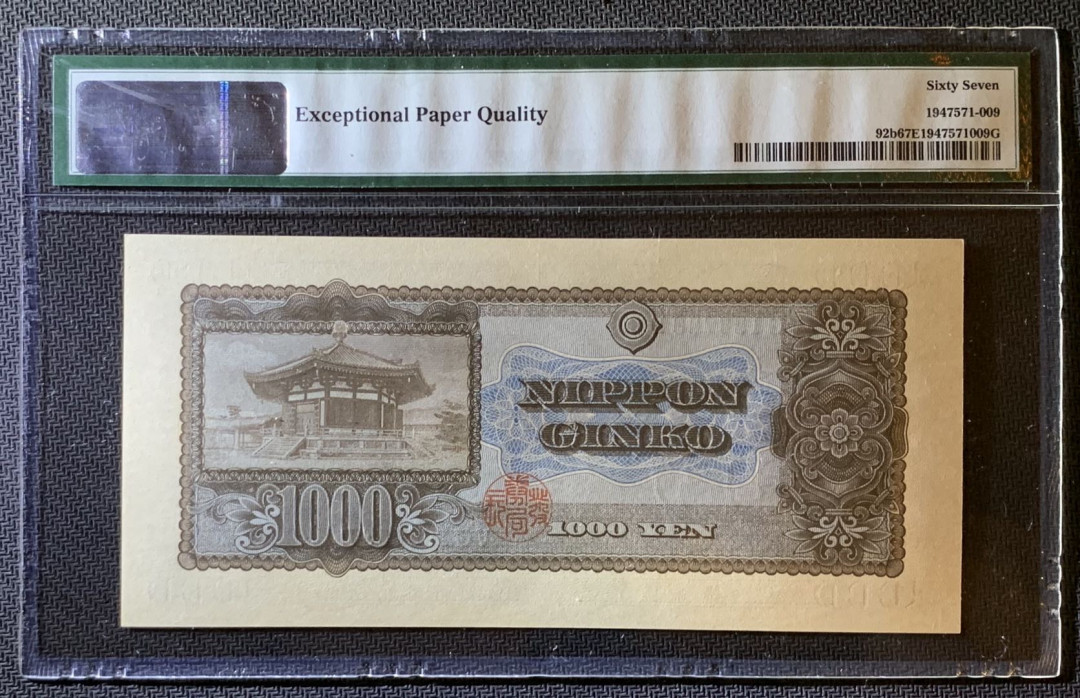 Exceptional Paper Quality
Sixty Seven
1947571-009
92b67E1947571009G
NIPPON
GINKO
1000
1000 YEN